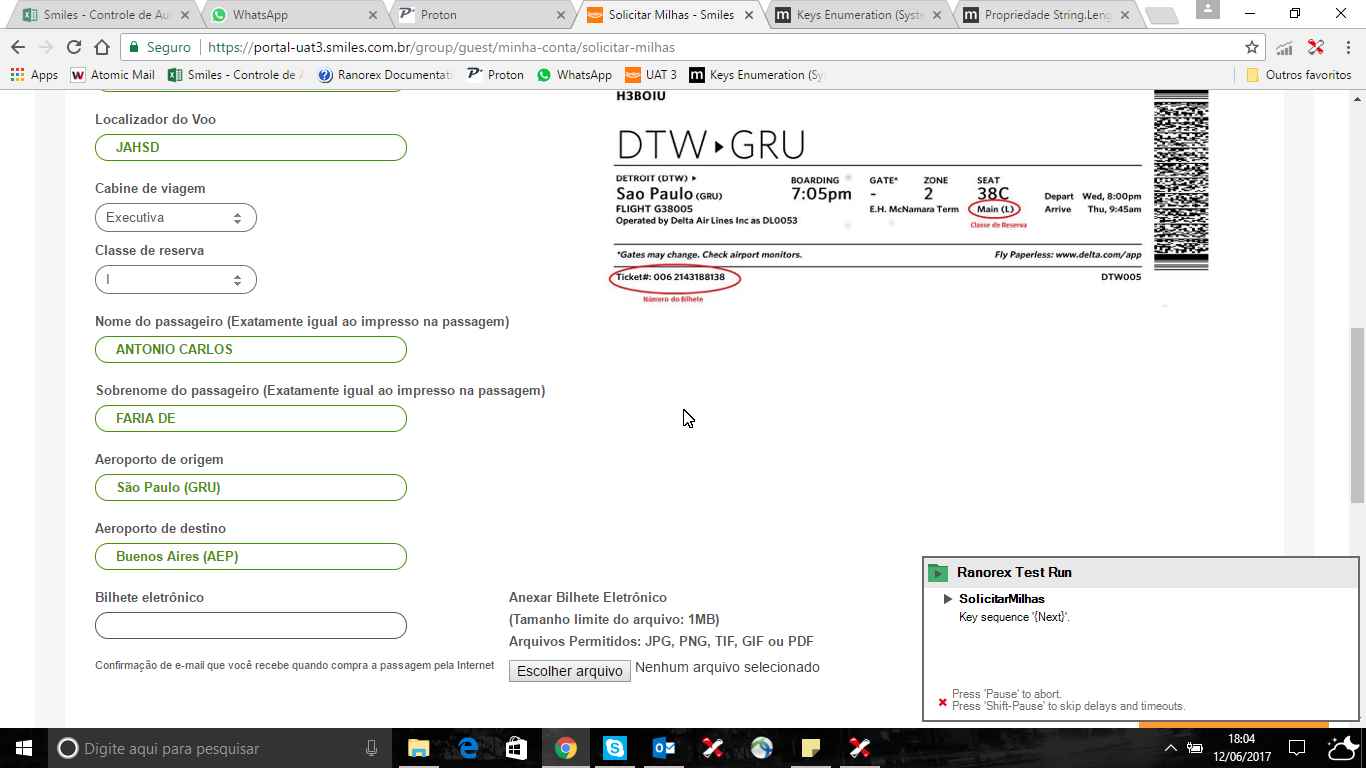 Smiles - Controle de Au
WhatsApp
Proton
Solicitar Milhas - Smiles
Keys Enumeration (Syste
Propriedade String.Leng
Seguro
https://portal-uat3.smiles.com.br/group/guest/minha-conta/solicitar-milhas
Apps
Atomic Mail
Smiles - Controle de A
Ranorex Documentati
Proton
WhatsApp
UAT 3
Keys Enumeration (Sy
Outros favoritos
Localizador do Voo
JAHSD
Cabine de viagem
Executiva
Classe de reserva
I
Nome do passageiro (Exatamente igual ao impresso na passagem)
ANTONIO CARLOS
Sobrenome do passageiro (Exatamente igual ao impresso na passagem)
FARIA DE
Aeroporto de origem
São Paulo (GRU)
Aeroporto de destino
Buenos Aires (AEP)
Bilhete eletrónico
Confirmação de e-mail que você recebe quando compra a passagem pela Internet
H3BOIU
DTW▸GRU
DETROIT (DTW) ▸
Sao Paulo (GRU)
FLIGHT G38005
Operated by Delta Air Lines Inc as DL0053
BOARDING
7:05pm
GATE*
-
ZONE
2
E.H. McNamara Term
SEAT
38C
Main (L)
Classe de Reserva
Depart Wed, 8:00pm
Arrive Thu, 9:45am
*Gates may change. Check airport monitors.
Fly Paperless: www.delta.com/app
Ticket#: 006 2143188138
DTW005
Número do Bilhete
Anexar Bilhete Eletrónico
(Tamanho limite do arquivo: 1MB)
Arquivos Permitidos: JPG, PNG, TIF, GIF ou PDF
Escolher arquivo
Nenhum arquivo selecionado
Ranorex Test Run
SolicitarMilhas
Key sequence '{Next}'.
Press 'Pause' to abort.
Press 'Shift-Pause' to skip delays and timeouts.
Digite aqui para pesquisar
18:04
12/06/2017